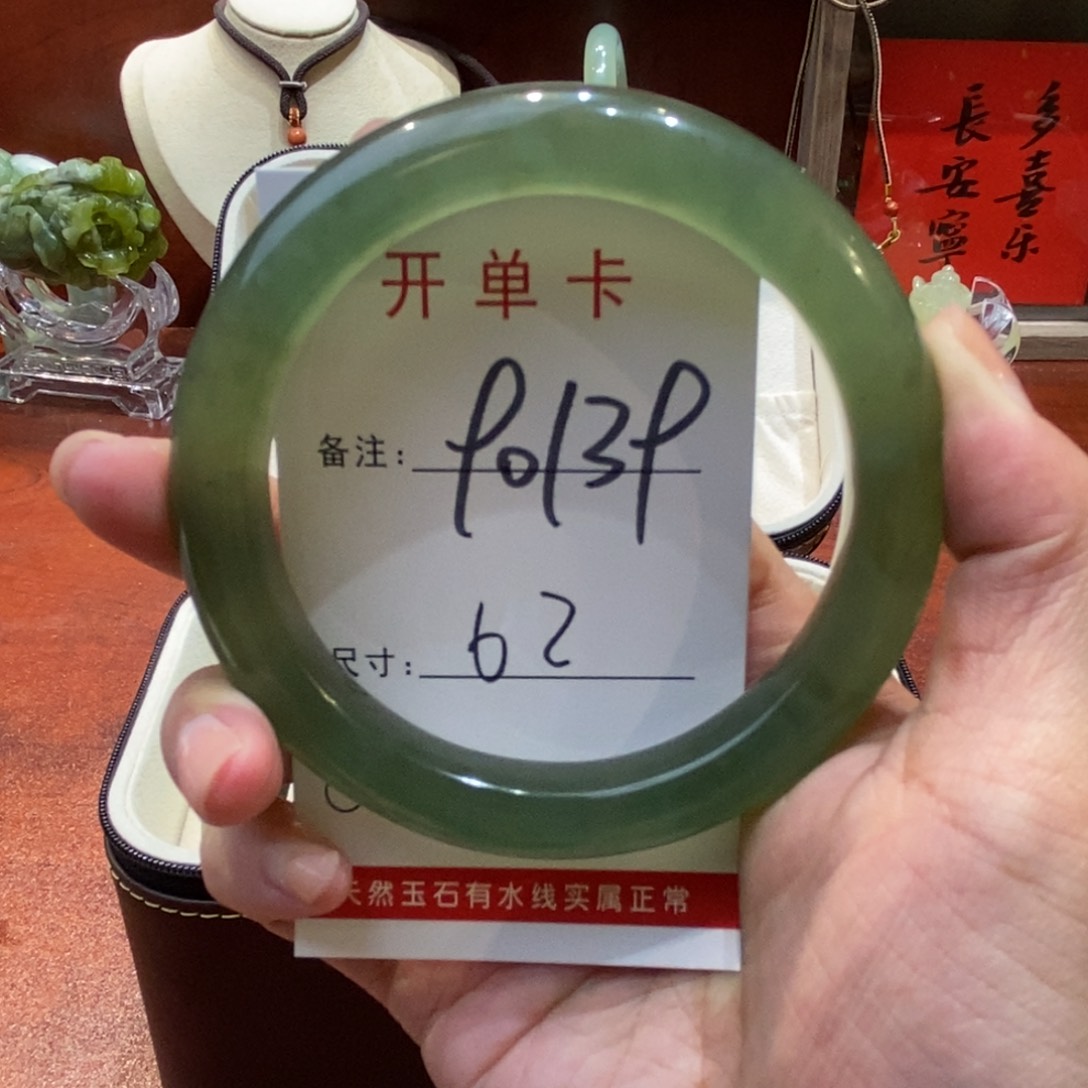 开单卡
备注: P013P
尺寸: 62
天然玉石有水线实属正常
多喜乐
長安寧